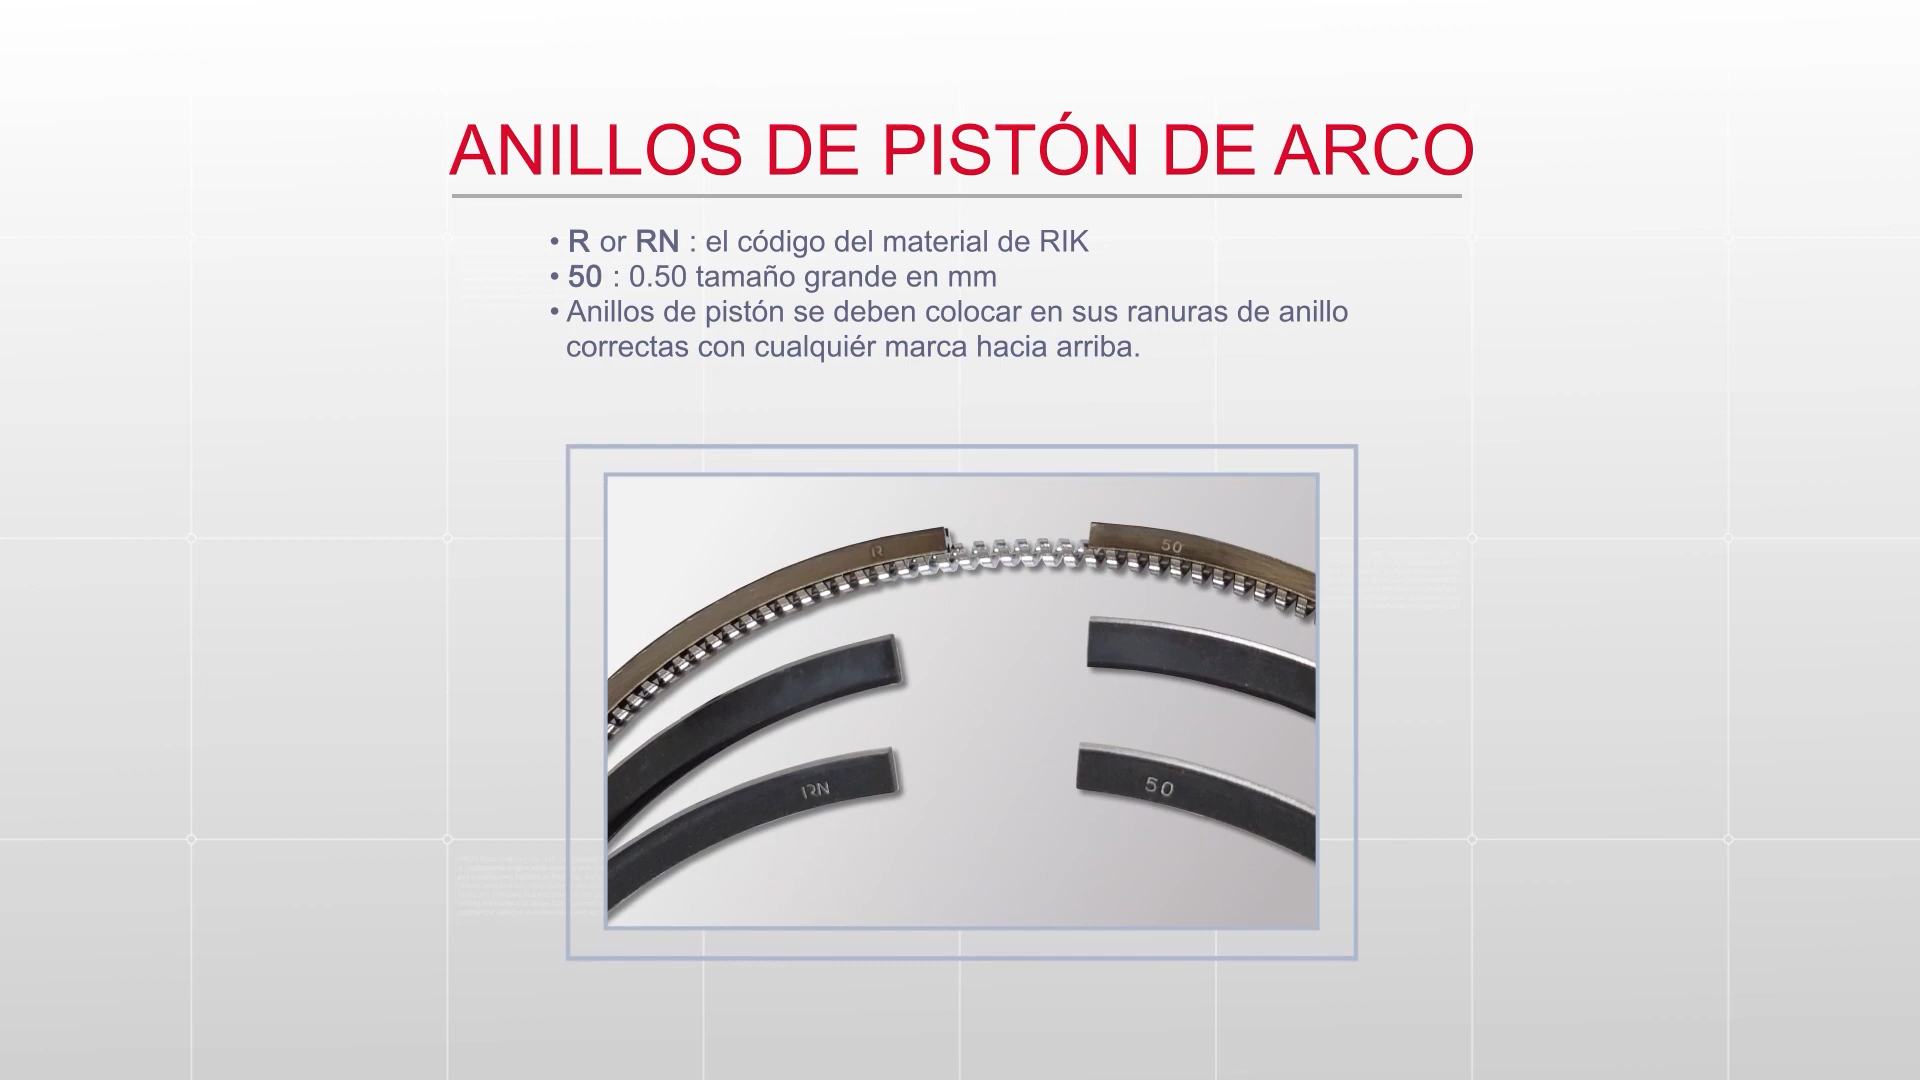 ANILLOS DE PISTÓN DE ARCO
• R or RN : el código del material de RIK
• 50 : 0.50 tamaño grande en mm
• Anillos de pistón se deben colocar en sus ranuras de anillo
correctas con cualquiér marca hacia arriba.
R
50
RN
50